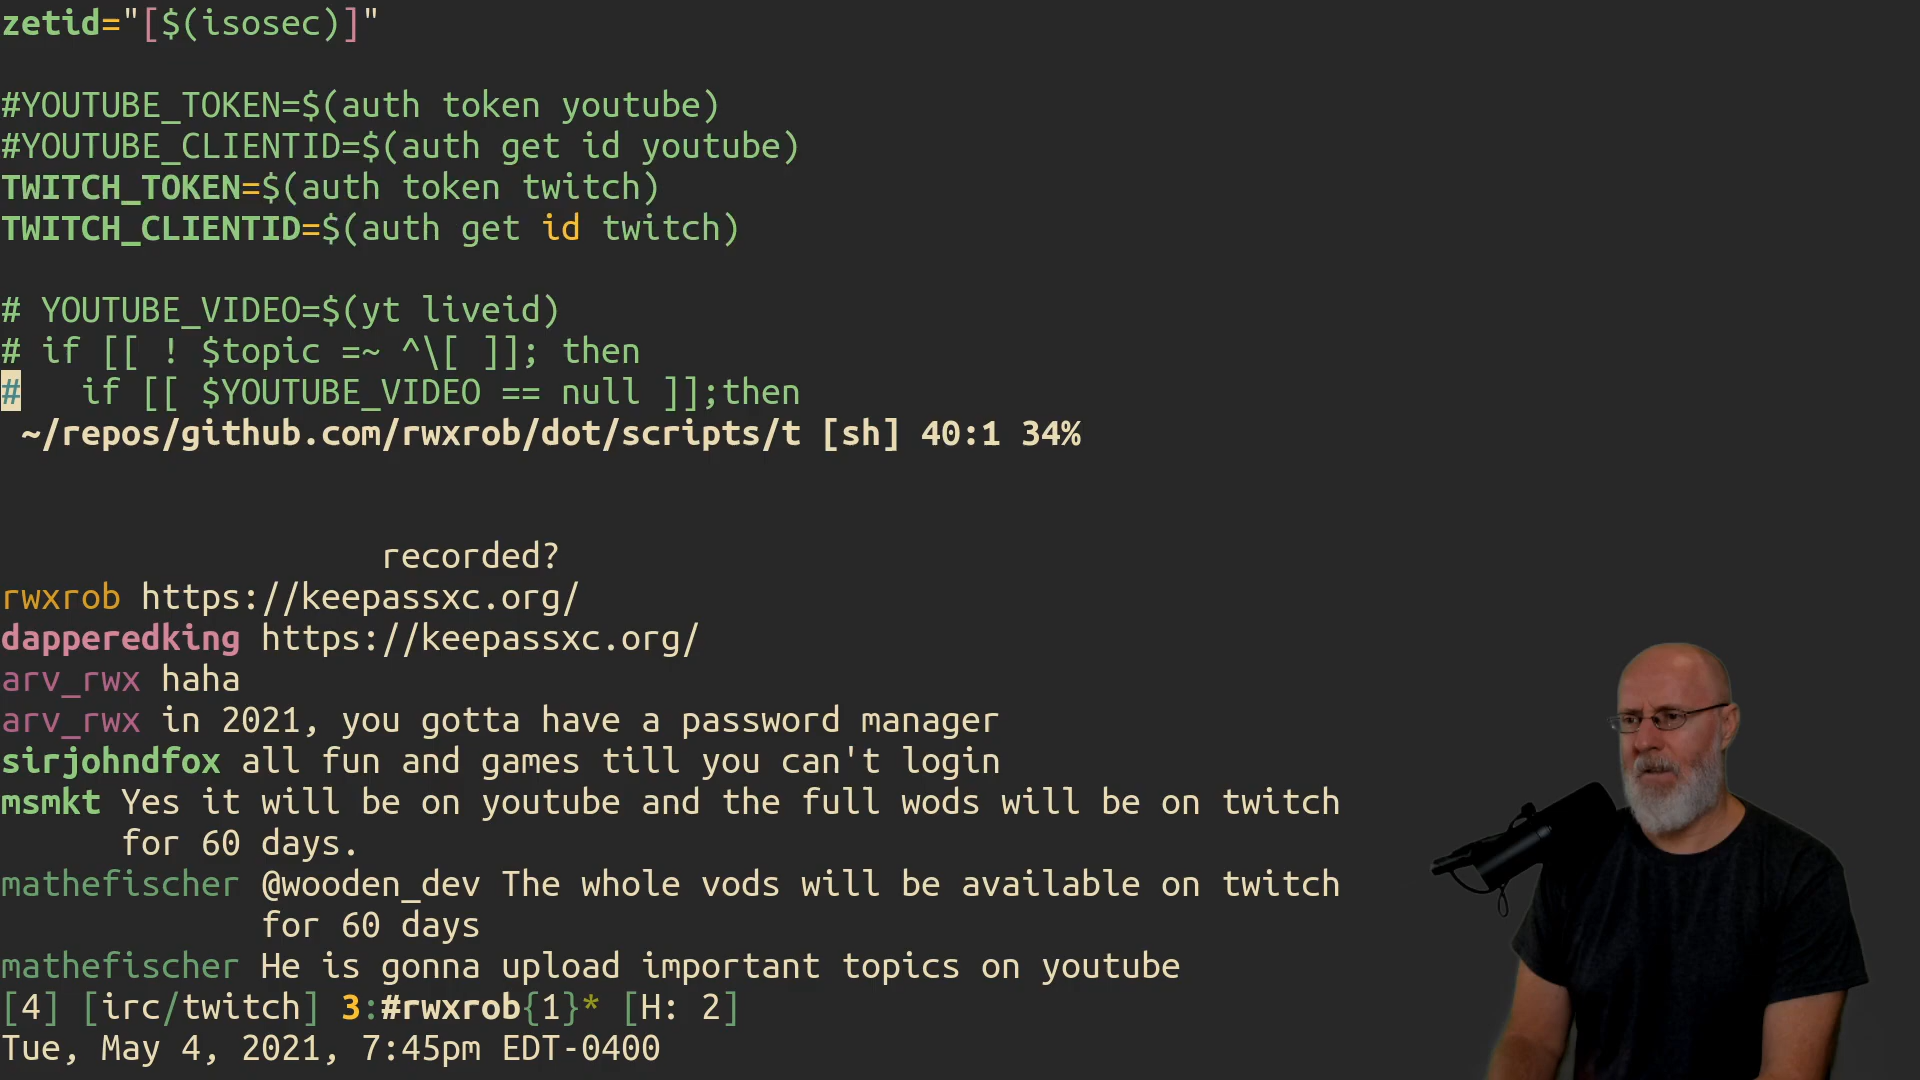 zetid="[$(isosec)]"
#YOUTUBE_TOKEN=$(auth token youtube)
#YOUTUBE_CLIENTID=$(auth get id youtube)
TWITCH_TOKEN=$(auth token twitch)
TWITCH_CLIENTID=$(auth get id twitch)
# YOUTUBE_VIDEO=$(yt liveid)
# if [[ ! $topic =~ ^\[ ]]; then
#   if [[ $YOUTUBE_VIDEO == null ]];then
~/repos/github.com/rwxrob/dot/scripts/t [sh] 40:1 34%
recorded?
rwxrob https://keepassxc.org/
dapperedking https://keepassxc.org/
arv_rwx haha
arv_rwx in 2021, you gotta have a password manager
sirjohndfox all fun and games till you can't login
msmkt Yes it will be on youtube and the full wods will be on twitch
for 60 days.
mathefischer @wooden_dev The whole vods will be available on twitch
for 60 days
mathefischer He is gonna upload important topics on youtube
[4] [irc/twitch] 3:#rwxrob{1}* [H: 2]
Tue, May 4, 2021, 7:45pm EDT-0400